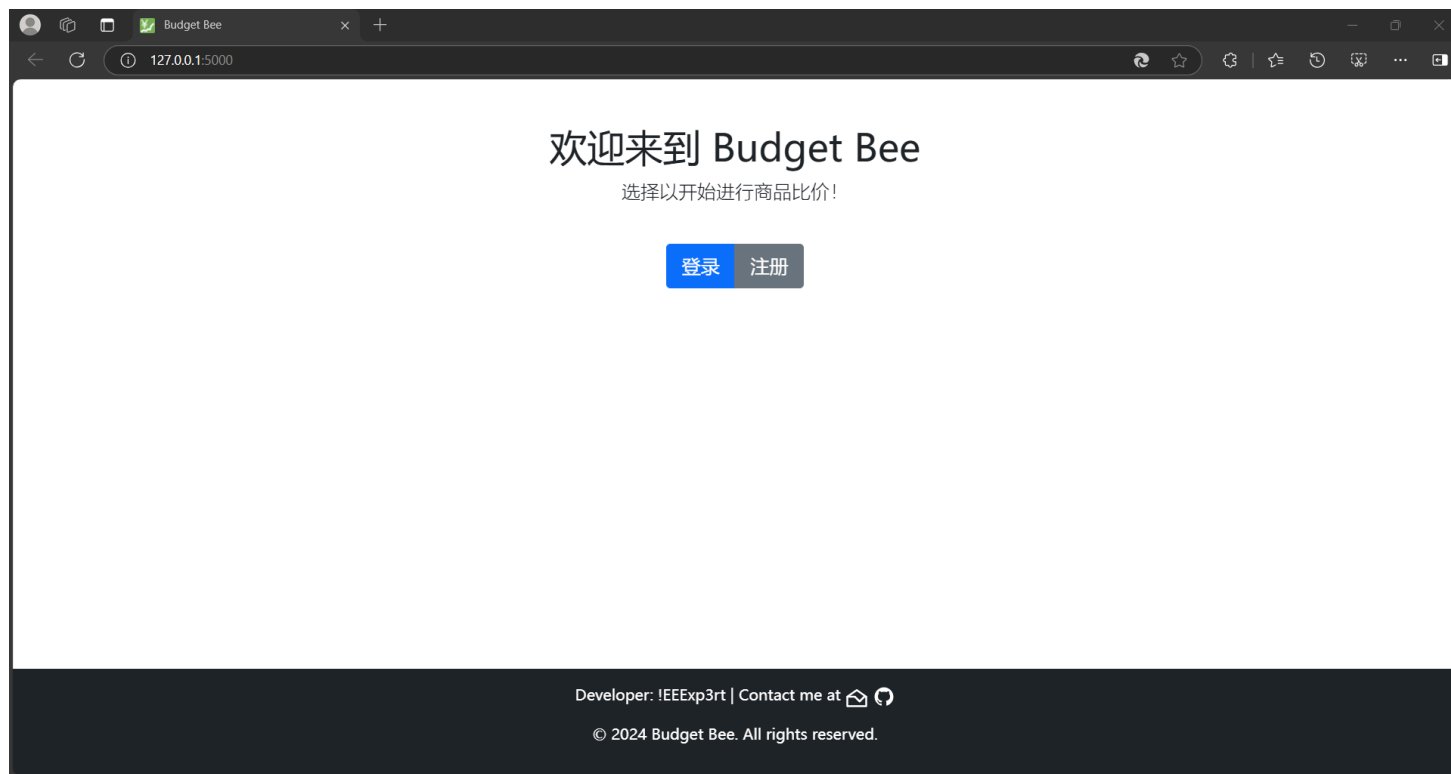 Budget Bee
127.0.0.1:5000
欢迎来到 Budget Bee
选择以开始进行商品比价！
登录 注册
Developer: !EEExp3rt | Contact me at
© 2024 Budget Bee. All rights reserved.